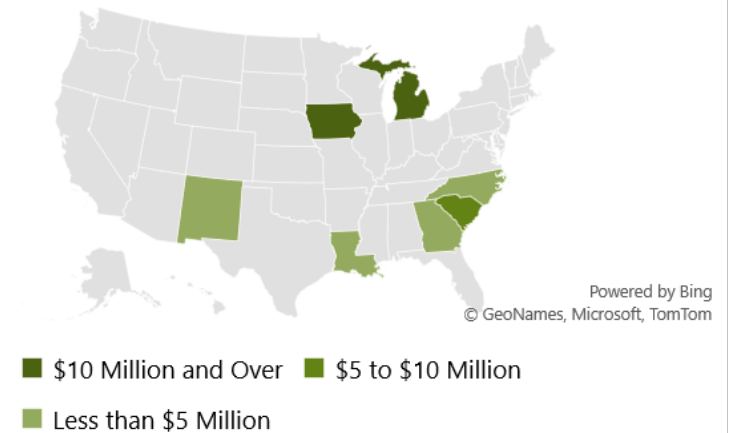 Powered by Bing
© GeoNames, Microsoft, TomTom
$10 Million and Over $5 to $10 Million
Less than $5 Million